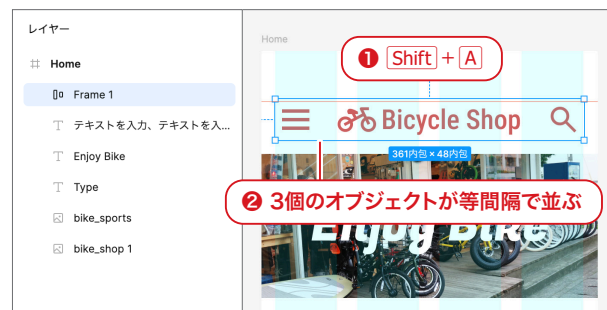 レイヤー
Home
Frame 1
テキストを入力、テキストを入...
Enjoy Bike
Type
bike_sports
bike_shop 1
Home
❶ Shift + A
Bicycle Shop
361内包 × 48内包
❷ 3個のオブジェクトが等間隔で並ぶ
Enjoy Bike